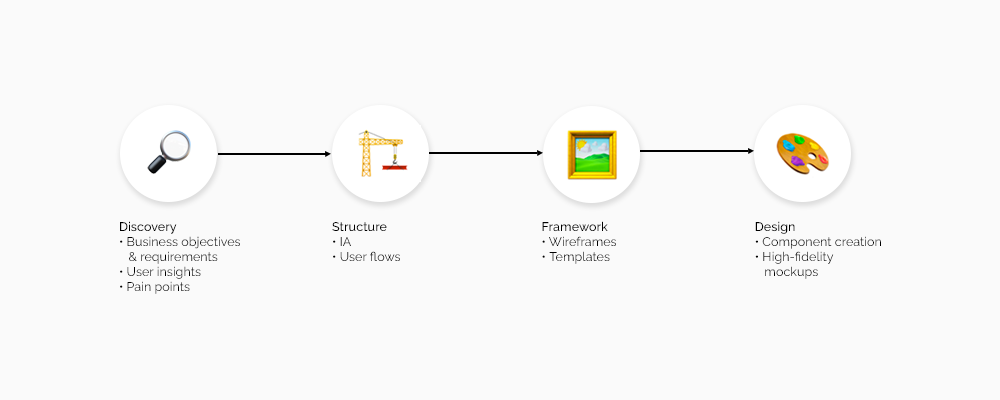 Discovery
• Business objectives
& requirements
• User insights
• Pain points
Structure
• IA
• User flows
Framework
• Wireframes
• Templates
Design
• Component creation
• High-fidelity
mockups